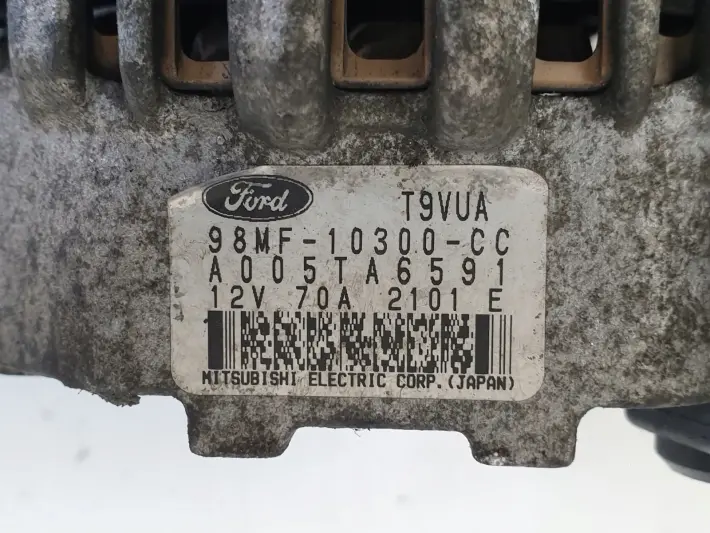 Ford T9VUA
98MF-10300-CC
A005TA6591
12V 70A 2101 E
MITSUBISHI ELECTRIC CORP.(JAPAN)